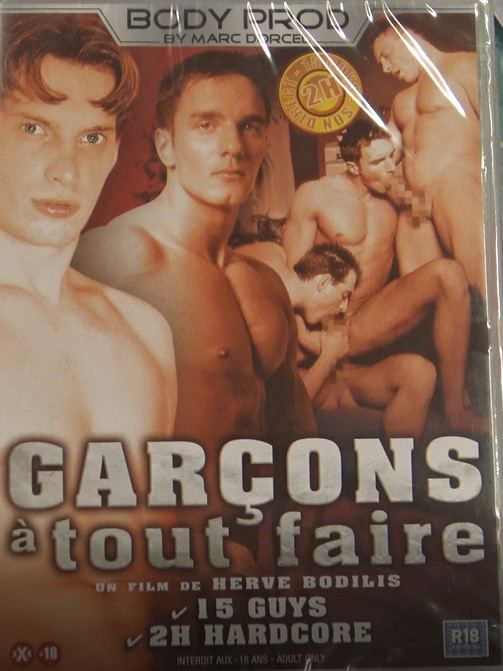 BODY PROD
BY MARC DORCEL
2H
GARÇONS
à tout faire
UN FILM DE HERVE BODILIS
15 GUYS
2H HARDCORE
INTERDIT AUX -18 ANS - ADULT ONLY
X -18
R18